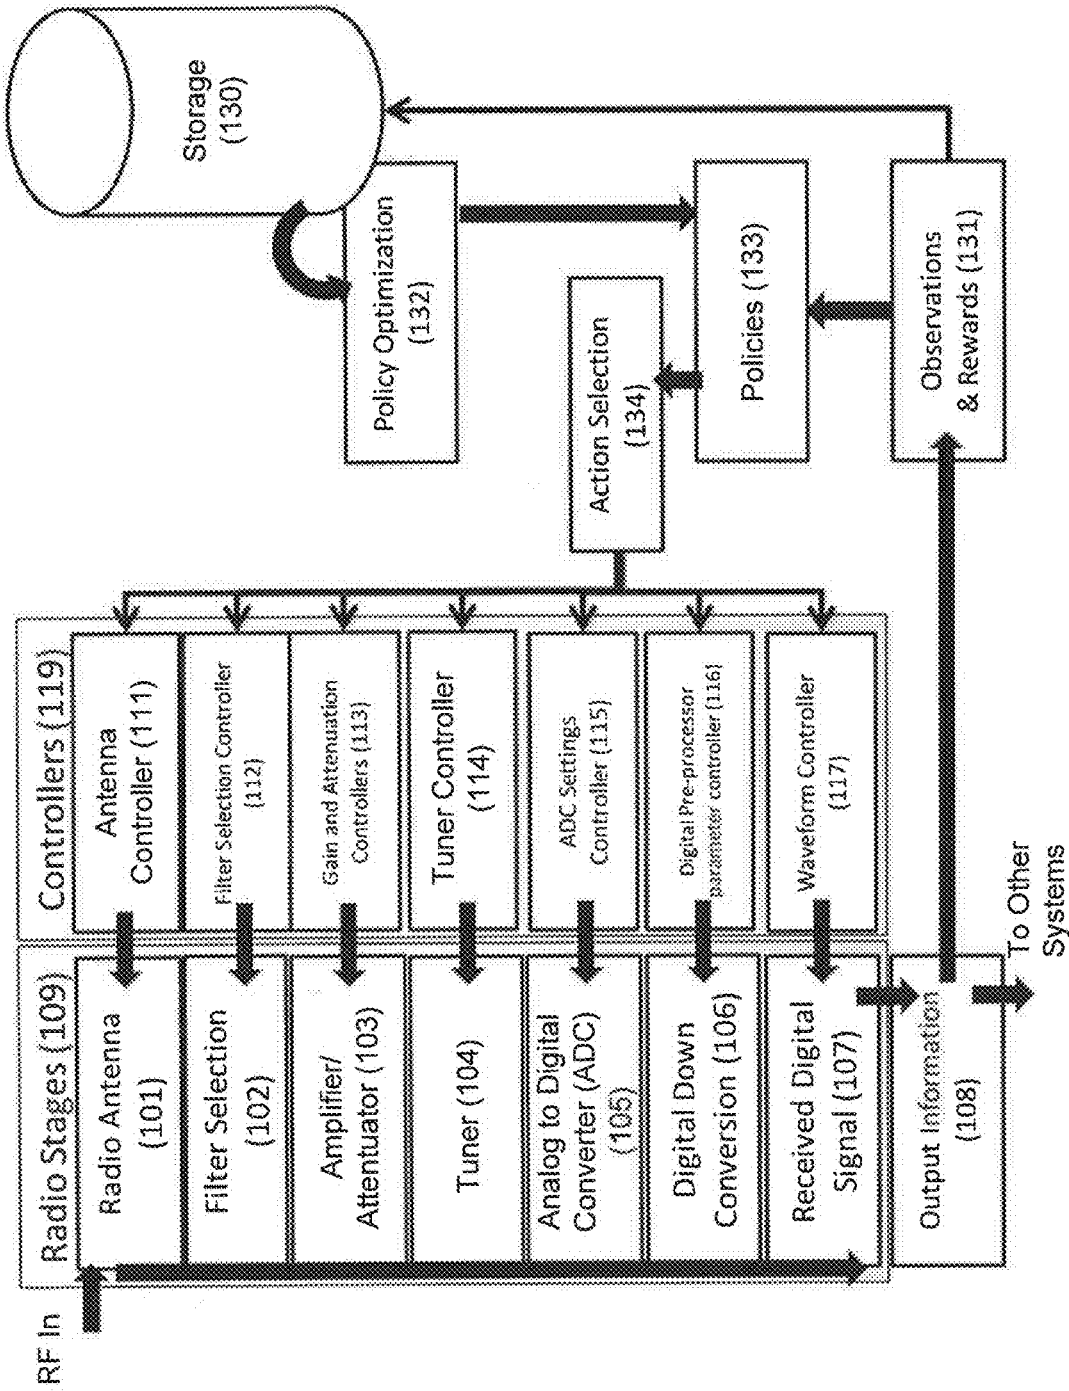 RF In
Radio Stages (109)
Radio Antenna
(101)
Filter Selection
(102)
Amplifier/
Attentuator (103)
Tuner (104)
Analog to Digital
Converter (ADC)
(105)
Digital Down
Conversion (106)
Received Digital
Signal (107)
Output Information
(108)
To Other
Systems
Controllers (119)
Antenna
Controller (111)
Filter Selection Controller
(112)
Gain and Attenuation
Controllers (113)
Tuner Controller
(114)
ADC Settings
Controller (115)
Digital Pre-processor
parameter controller (116)
Waveform Controller
(117)
Action Selection
(134)
Storage
(130)
Policy Optimization
(132)
Policies (133)
Observations
& Rewards (131)